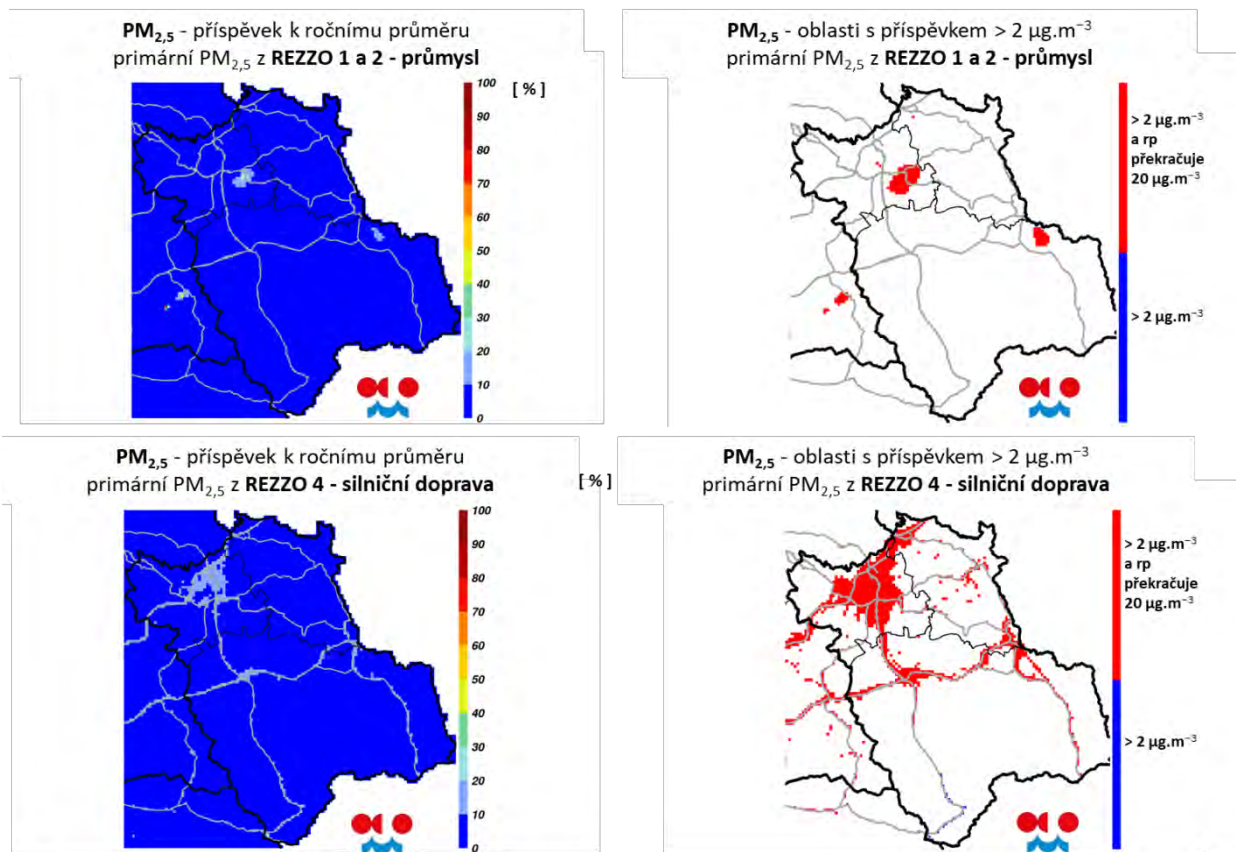 PM2,5 - příspěvek k ročnímu průměru
primární PM2,5 z REZZO 1 a 2 - průmysl
[ % ]
100
90
80
70
60
50
40
30
20
10
0
PM2,5 - oblasti s příspěvkem > 2 µg.m−3
primární PM2,5 z REZZO 1 a 2 - průmysl
> 2 µg.m−3
a rp
překračuje
20 µg.m−3
> 2 µg.m−3
PM2,5 - příspěvek k ročnímu průměru
primární PM2,5 z REZZO 4 - silniční doprava
[ % ]
100
90
80
70
60
50
40
30
20
10
0
PM2,5 - oblasti s příspěvkem > 2 µg.m−3
primární PM2,5 z REZZO 4 - silniční doprava
> 2 µg.m−3
a rp
překračuje
20 µg.m−3
> 2 µg.m−3